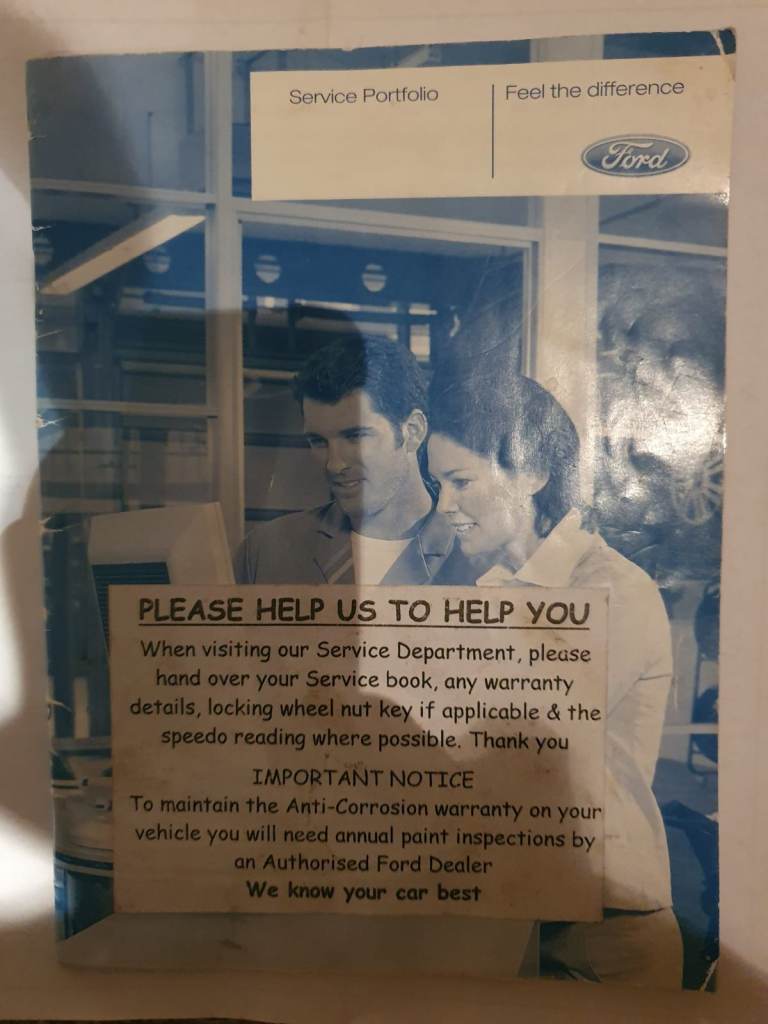 Service Portfolio
Feel the difference
Ford
PLEASE HELP US TO HELP YOU
When visiting our Service Department, please
hand over your Service book, any warranty
details, locking wheel nut key if applicable & the
speedo reading where possible. Thank you
IMPORTANT NOTICE
To maintain the Anti-Corrosion warranty on your
vehicle you will need annual paint inspections by
an Authorised Ford Dealer
We know your car best